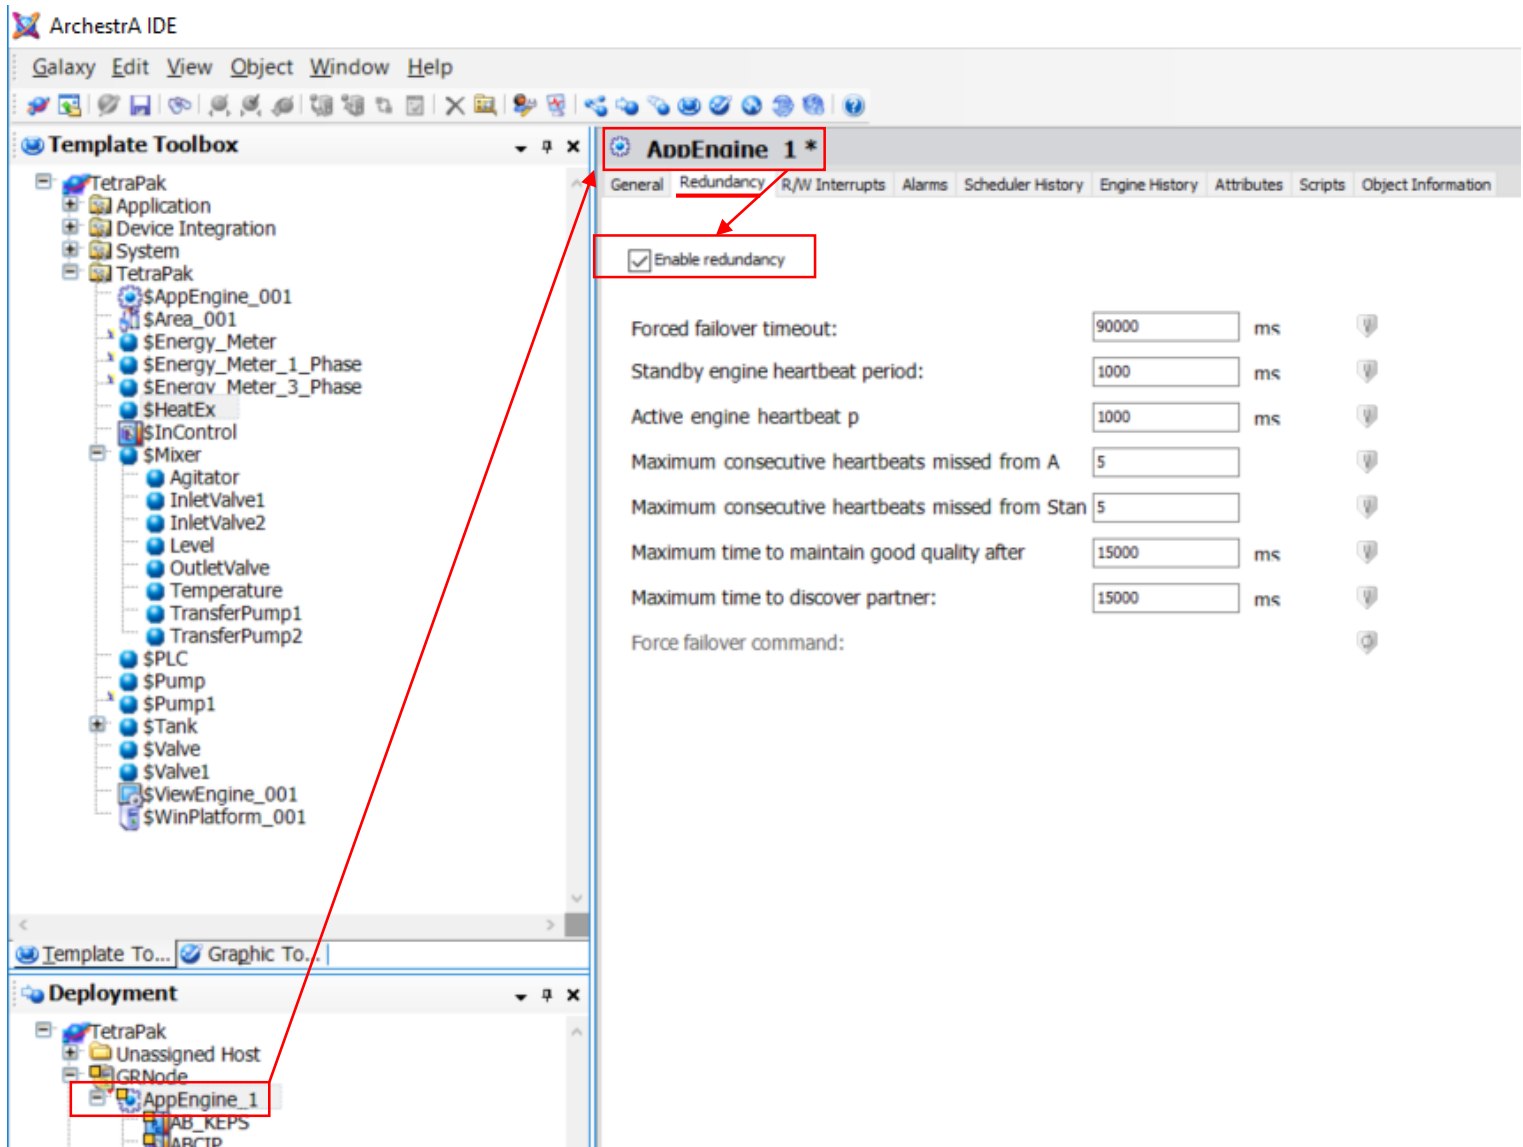 ArchestrA IDE
Galaxy Edit View Object Window Help
Template Toolbox
TetraPak
Application
Device Integration
System
TetraPak
$AppEngine_001
$Area_001
$Energy_Meter
$Energy_Meter_1_Phase
$Energy_Meter_3_Phase
$HeatEx
$InControl
$Mixer
Agitator
InletValve1
InletValve2
Level
OutletValve
Temperature
TransferPump1
TransferPump2
$PLC
$Pump
$Pump1
$Tank
$Valve
$Valve1
$ViewEngine_001
$WinPlatform_001
Template To... Graphic To...
Deployment
TetraPak
Unassigned Host
GRNode
AppEngine_1
AB_KEPS
ABCIP
AppEngine_1 *
General Redundancy R/W Interrupts Alarms Scheduler History Engine History Attributes Scripts Object Information
Enable redundancy
Forced failover timeout: 90000 ms
Standby engine heartbeat period: 1000 ms
Active engine heartbeat p 1000 ms
Maximum consecutive heartbeats missed from A 5
Maximum consecutive heartbeats missed from Stan 5
Maximum time to maintain good quality after 15000 ms
Maximum time to discover partner: 15000 ms
Force failover command: